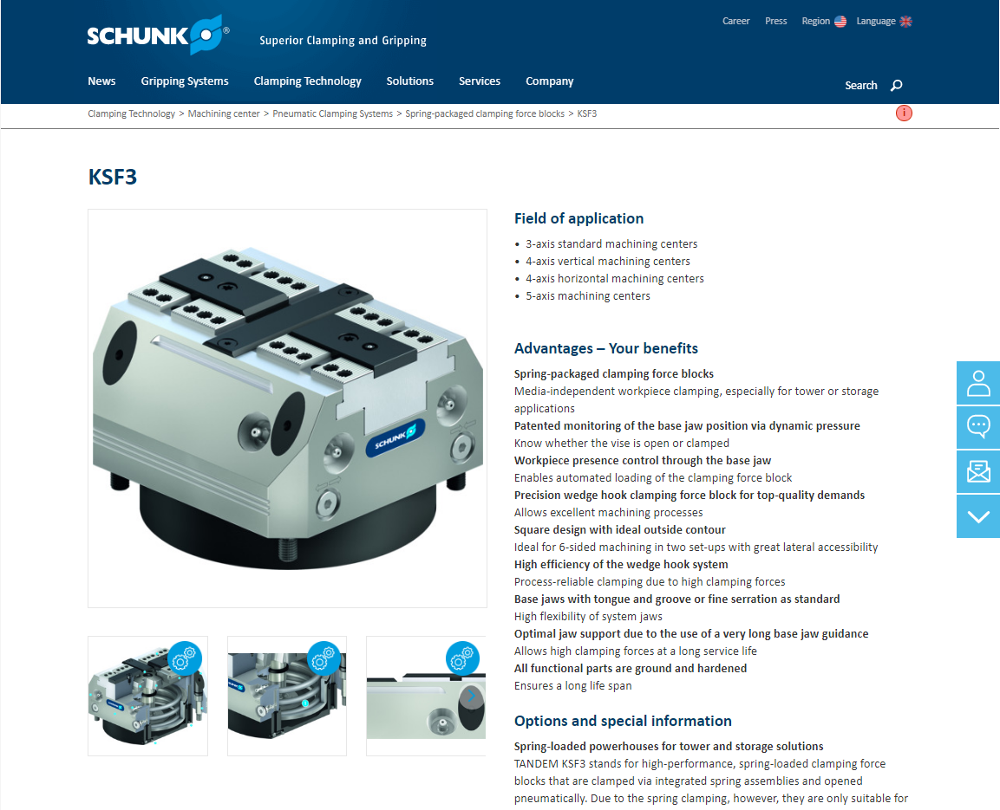 SCHUNK®
Superior Clamping and Gripping
Career Press Region Language
News Gripping Systems Clamping Technology Solutions Services Company
Search
Clamping Technology > Machining center > Pneumatic Clamping Systems > Spring-packaged clamping force blocks > KSF3
i
KSF3
SCHUNK
Field of application
• 3-axis standard machining centers
• 4-axis vertical machining centers
• 4-axis horizontal machining centers
• 5-axis machining centers
Advantages – Your benefits
Spring-packaged clamping force blocks
Media-independent workpiece clamping, especially for tower or storage
applications
Patented monitoring of the base jaw position via dynamic pressure
Know whether the vise is open or clamped
Workpiece presence control through the base jaw
Enables automated loading of the clamping force block
Precision wedge hook clamping force block for top-quality demands
Allows excellent machining processes
Square design with ideal outside contour
Ideal for 6-sided machining in two set-ups with great lateral accessibility
High efficiency of the wedge hook system
Process-reliable clamping due to high clamping forces
Base jaws with tongue and groove or fine serration as standard
High flexibility of system jaws
Optimal jaw support due to the use of a very long base jaw guidance
Allows high clamping forces at a long service life
All functional parts are ground and hardened
Ensures a long life span
Options and special information
Spring-loaded powerhouses for tower and storage solutions
TANDEM KSF3 stands for high-performance, spring-loaded clamping force
blocks that are clamped via integrated spring assemblies and opened
pneumatically. Due to the spring clamping, however, they are only suitable for